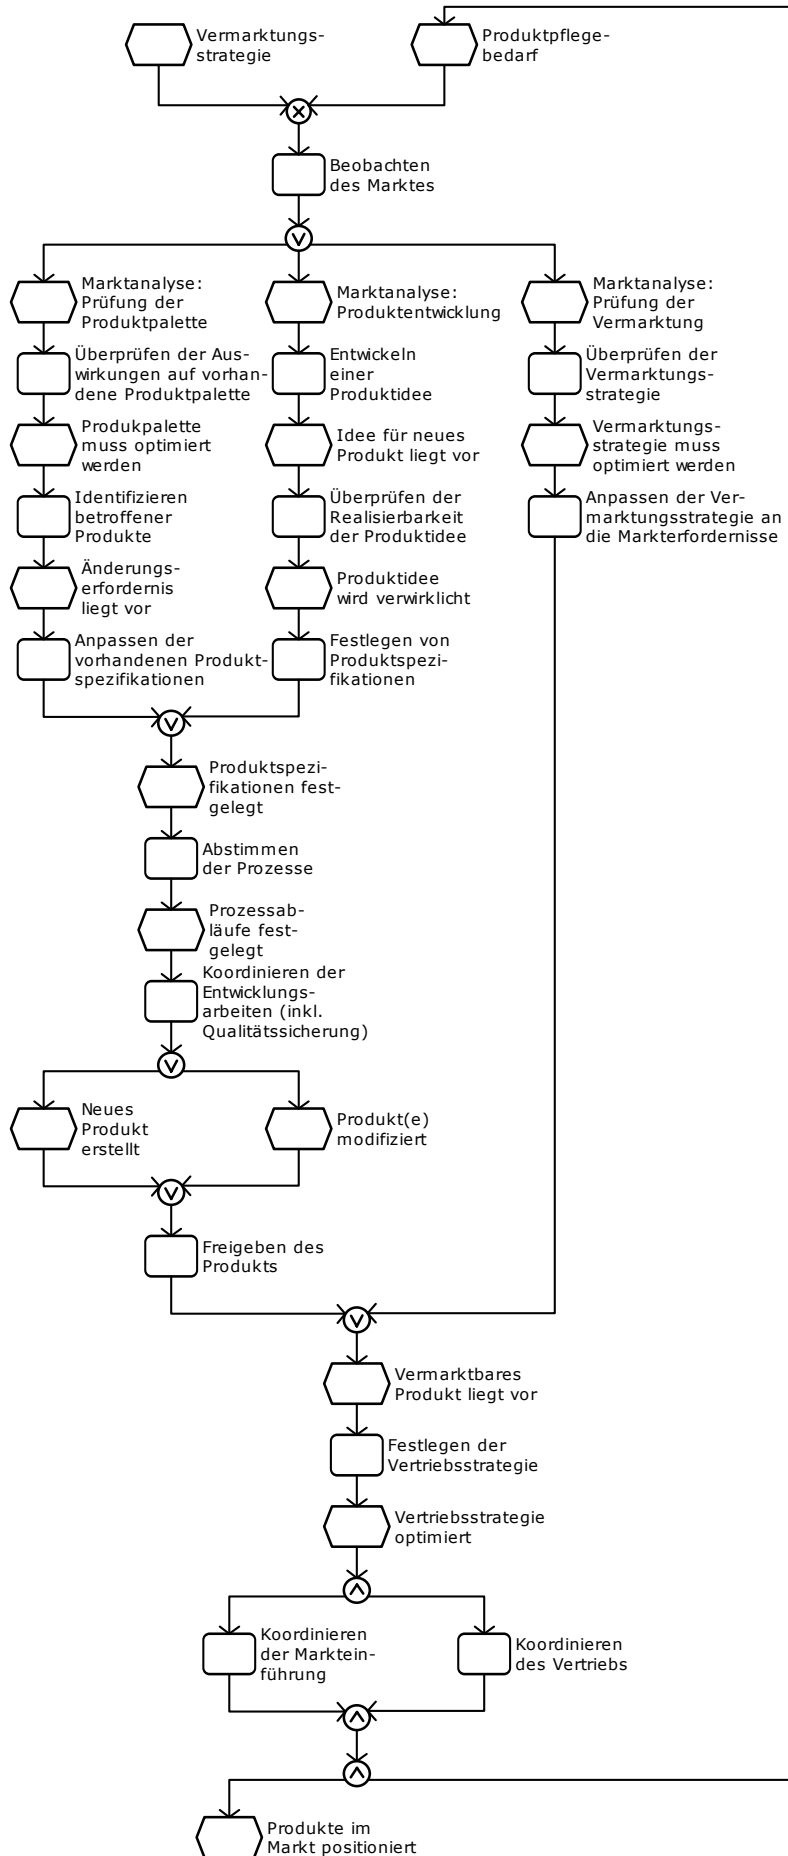 Vermarktungs-
strategie
Produktpflege-
bedarf
Beobachten
des Marktes
Marktanalyse:
Prüfung der
Produktpalette
Marktanalyse:
Produktentwicklung
Marktanalyse:
Prüfung der
Vermarktung
Überprüfen der Aus-
wirkungen auf vorhan-
dene Produktpalette
Entwickeln
einer
Produktidee
Überprüfen der
Vermarktungs-
strategie
Produkpalette
muss optimiert
werden
Idee für neues
Produkt liegt vor
Vermarktungs-
strategie muss
optimiert werden
Identifizieren
betroffener
Produkte
Überprüfen der
Realisierbarkeit
der Produktidee
Anpassen der Ver-
marktungsstrategie an
die Markterfordernisse
Änderungs-
erfordernis
liegt vor
Produktidee
wird verwirklicht
Anpassen der
vorhandenen Produkt-
spezifikationen
Festlegen von
Produktspezi-
fikationen
Produktspezi-
fikationen fest-
gelegt
Abstimmen
der Prozesse
Prozessab-
läufe fest-
gelegt
Koordinieren der
Entwicklungs-
arbeiten (inkl.
Qualitätssicherung)
Neues
Produkt
erstellt
Produkt(e)
modifiziert
Freigeben des
Produkts
Vermarktbares
Produkt liegt vor
Festlegen der
Vertriebsstrategie
Vertriebsstrategie
optimiert
Koordinieren
der Marktein-
führung
Koordinieren
des Vertriebs
Produkte im
Markt positioniert